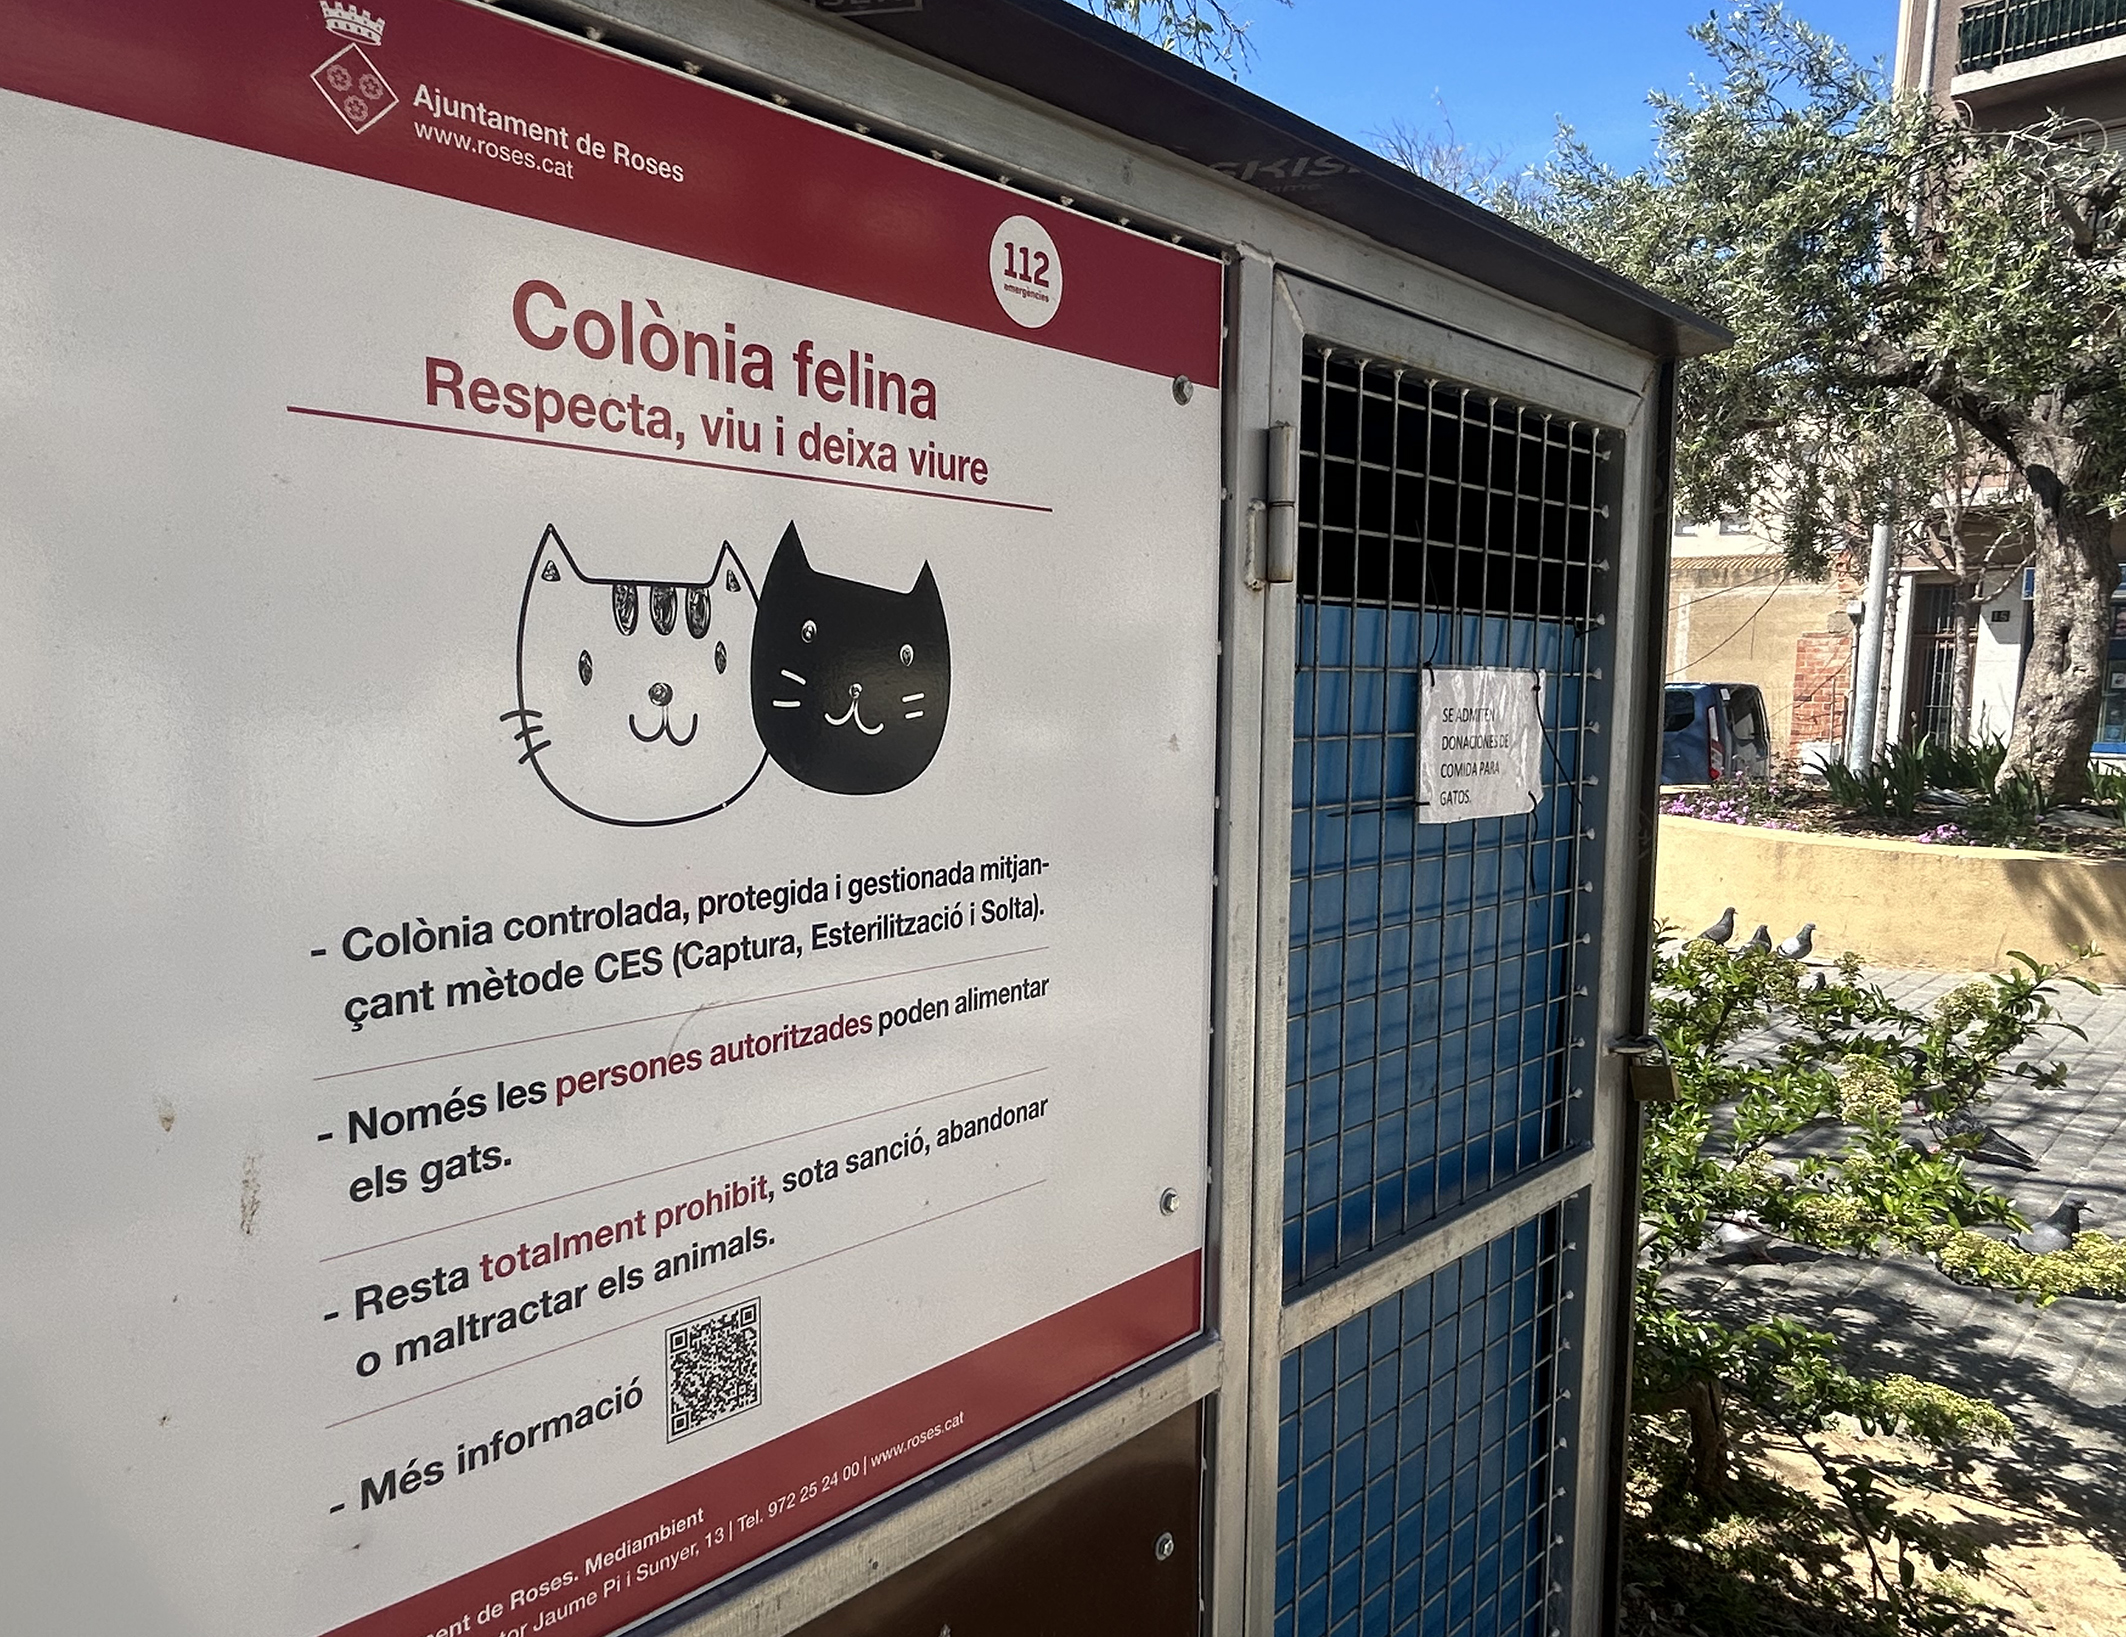 Ajuntament de Roses
www.roses.cat
112
emergències
Colònia felina
Respecta, viu i deixa viure
- Colònia controlada, protegida i gestionada mitjan-
çant mètode CES (Captura, Esterilització i Solta).
- Només les persones autoritzades poden alimentar
els gats.
- Resta totalment prohibit, sota sanció, abandonar
o maltractar els animals.
- Més informació
de Roses. Mediambient
Jaume Pi i Sunyer, 13 | Tel. 972 25 24 00 | www.roses.cat
SE ADMITEN
DONACIONES DE
COMIDA PARA
GATOS.
15